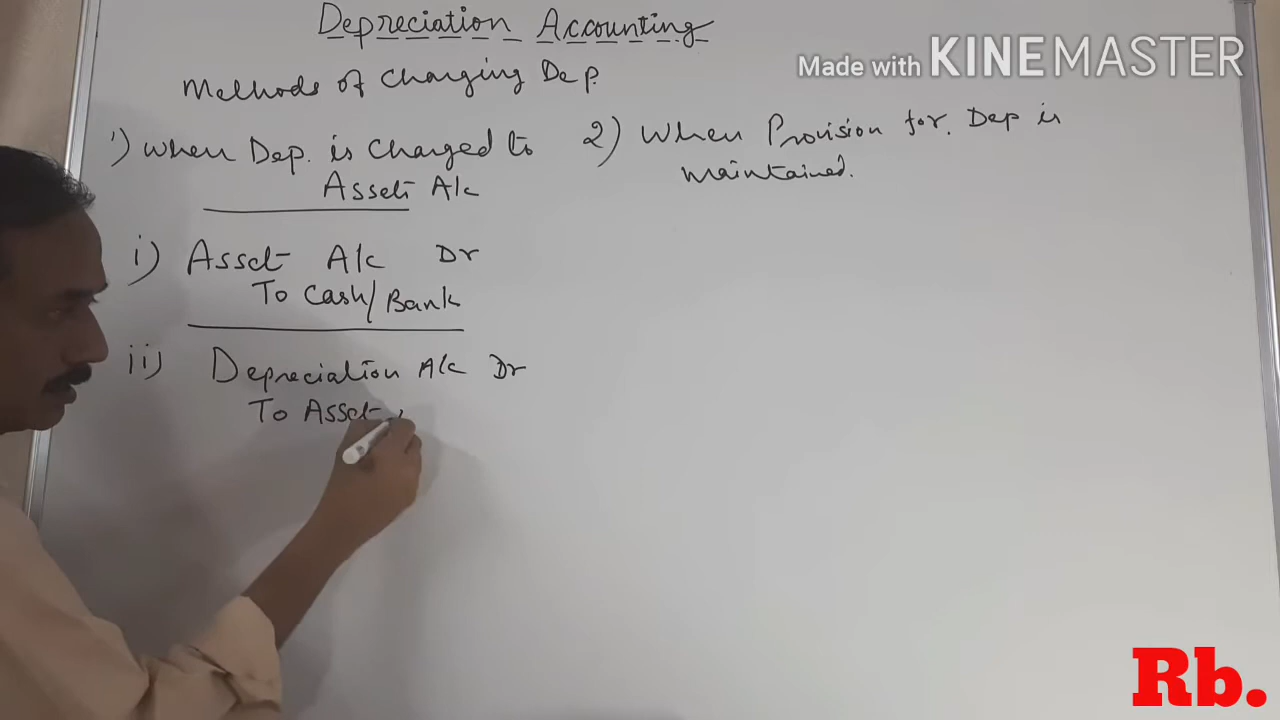 Depreciation Accounting
Made with KINEMASTER
Methods of Charging Dep.
1) When Dep. is Charged to
Asset A/c
2) When Provision for. Dep is
maintained.
i) Asset A/c Dr
To Cash/Bank
ii) Depreciation A/c Dr
To Asset
Rb.